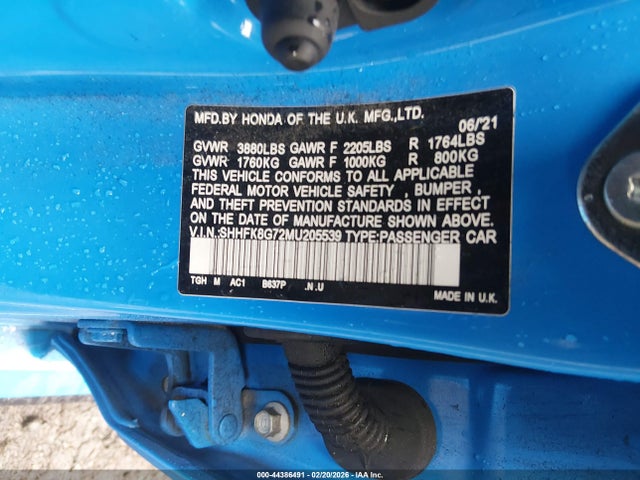 MFD.BY HONDA OF THE U.K. MFG.,LTD. 06/'21
GVWR 3880LBS GAWR F 2205LBS R 1764LBS
GVWR 1760KG GAWR F 1000KG R 800KG
THIS VEHICLE CONFORMS TO ALL APPLICABLE
FEDERAL MOTOR VEHICLE SAFETY , BUMPER ,
AND THEFT PREVENTION STANDARDS IN EFFECT
ON THE DATE OF MANUFACTURE SHOWN ABOVE.
V.I.N.:SHHFK8G72MU205539 TYPE:PASSENGER CAR
TGH M AC1 B637P .N.U
MADE IN U.K.
000-44386491 - 02/20/2026 - IAAI.COM